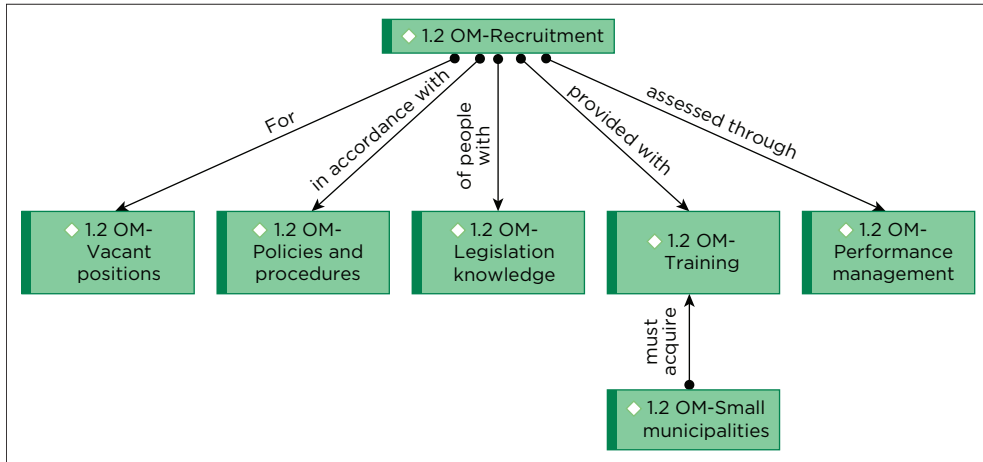 1.2 OM-Recruitment
For
in accordance with
of people
with
provided with
assessed through
1.2 OM-
Vacant
positions
1.2 OM-
Policies and
procedures
1.2 OM-
Legislation
knowledge
1.2 OM-
Training
1.2 OM-
Performance
management
must
acquire
1.2 OM-Small
municipalities